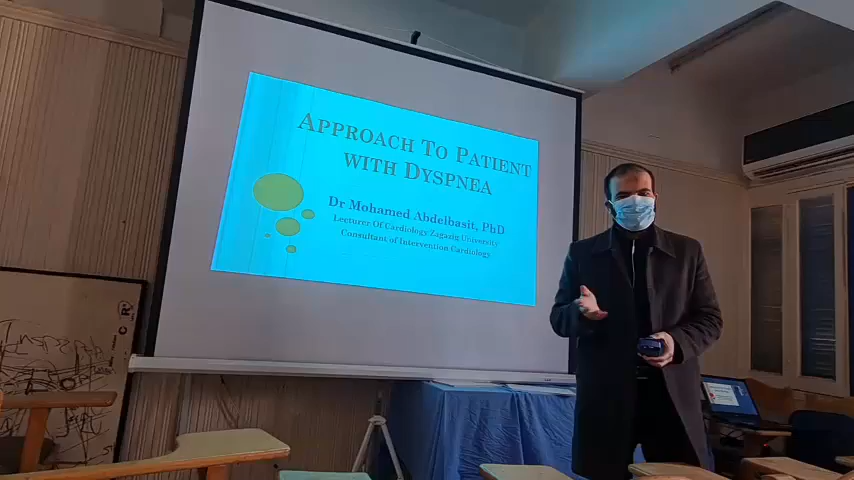 APPROACH TO PATIENT
WITH DYSPNEA
Dr Mohamed Abdelbasit, PhD
Lecturer Of Cardiology Zagazig University
Consultant of Intervention Cardiology